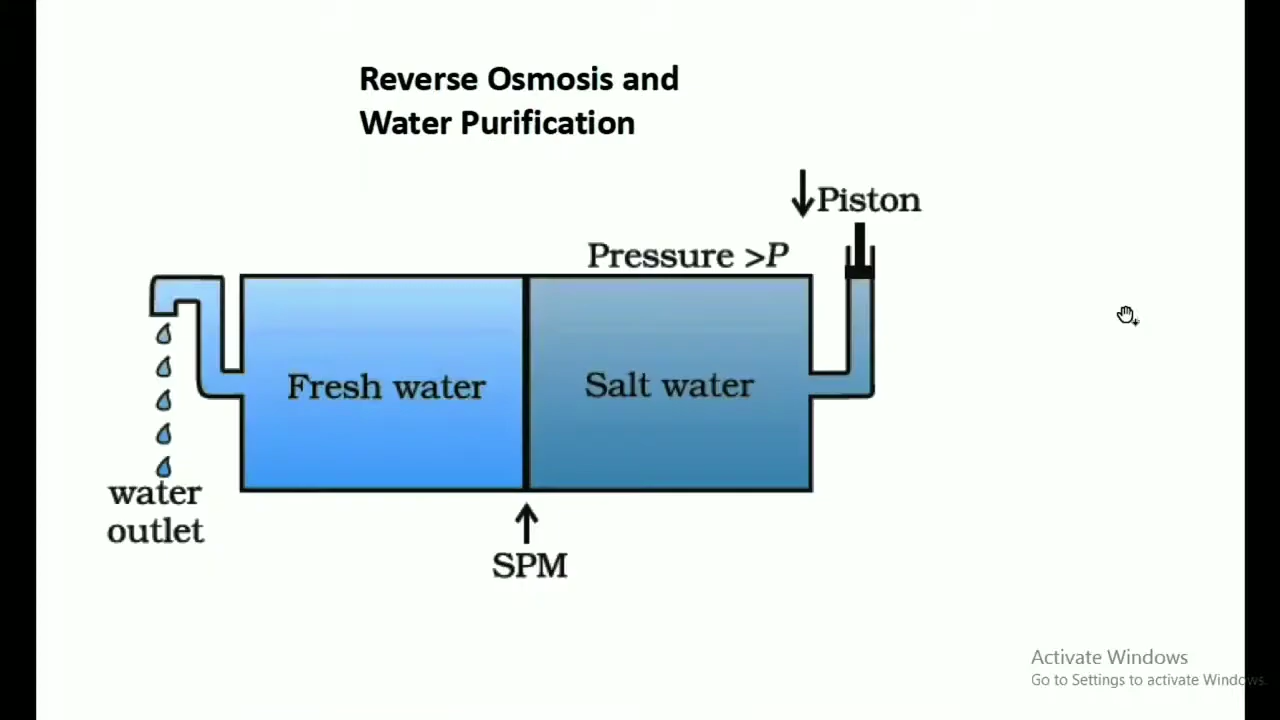 Reverse Osmosis and
Water Purification
Piston
Pressure >P
Fresh water
Salt water
water
outlet
SPM
Activate Windows
Go to Settings to activate Windows.